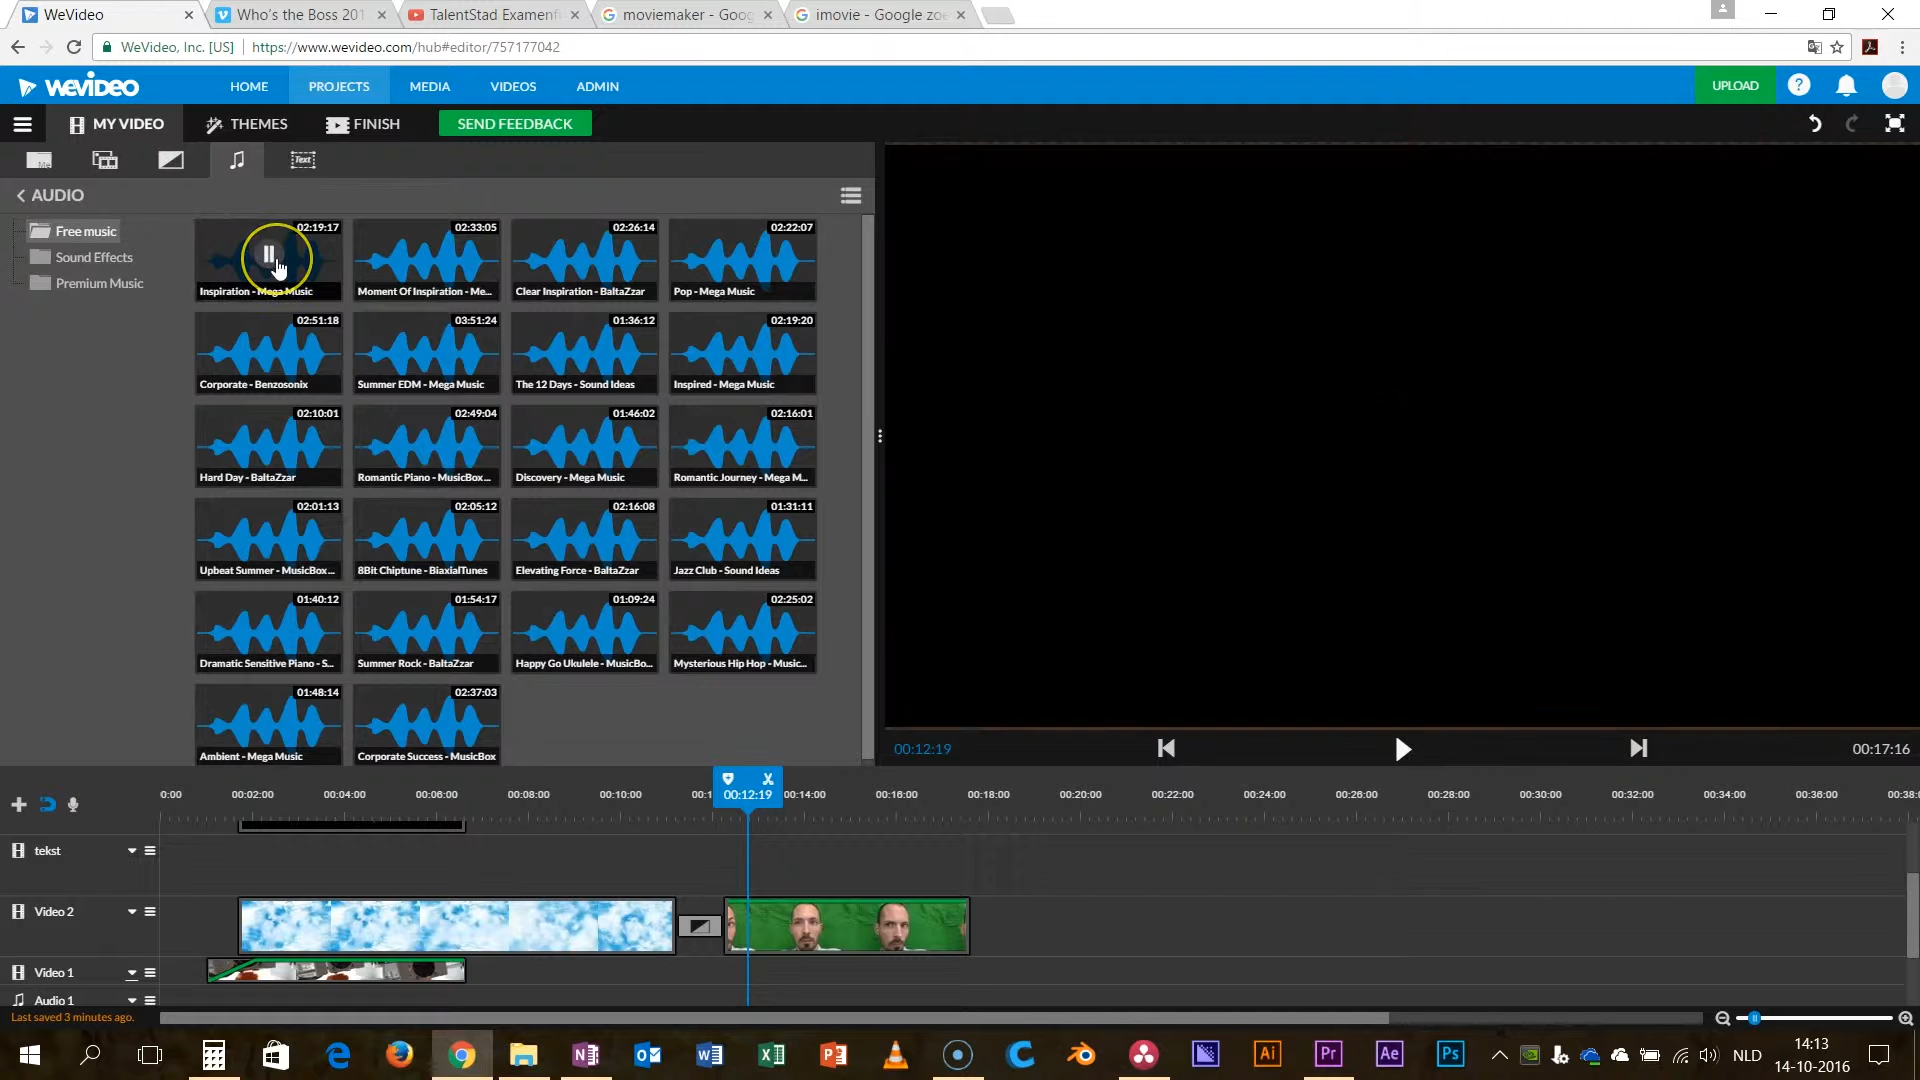 WeVideo
Who's the Boss 201
TalentStad Examenf
moviemaker - Goog
imovie - Google zoe
WeVideo, Inc. [US]
https://www.wevideo.com/hub#editor/757177042
WEVIDEO
HOME
PROJECTS
MEDIA
VIDEOS
ADMIN
UPLOAD
?
MY VIDEO
THEMES
FINISH
SEND FEEDBACK
Me
Text
AUDIO
Free music
Sound Effects
Premium Music
02:19:17
02:33:05
02:26:14
02:22:07
Inspiration - Mega Music
Moment Of Inspiration - Me...
Clear Inspiration - BaltaZzar
Pop - Mega Music
02:51:18
03:51:24
01:36:12
02:19:20
Corporate - Benzosonix
Summer EDM - Mega Music
The 12 Days - Sound Ideas
Inspired - Mega Music
02:10:01
02:49:04
01:46:02
02:16:01
Hard Day - BaltaZzar
Romantic Piano - MusicBox...
Discovery - Mega Music
Romantic Journey - Mega M...
02:01:13
02:05:12
02:16:08
01:31:11
Upbeat Summer - MusicBox...
8Bit Chiptune - BiaxialTunes
Elevating Force - BaltaZzar
Jazz Club - Sound Ideas
01:40:12
01:54:17
01:09:24
02:25:02
Dramatic Sensitive Piano - S...
Summer Rock - BaltaZzar
Happy Go Ukulele - MusicBo...
Mysterious Hip Hop - Music...
01:48:14
02:37:03
Ambient - Mega Music
Corporate Success - MusicBox
00:12:19
00:17:16
0:00
00:02:00
00:04:00
00:06:00
00:08:00
00:10:00
00:1
00:12:19
00:14:00
00:16:00
00:18:00
00:20:00
00:22:00
00:24:00
00:26:00
00:28:00
00:30:00
00:32:00
00:34:00
00:36:00
00:38:
tekst
Video 2
Video 1
Audio 1
Last saved 3 minutes ago.
Ai
Pr
Ae
Ps
NLD
14:13
14-10-2016